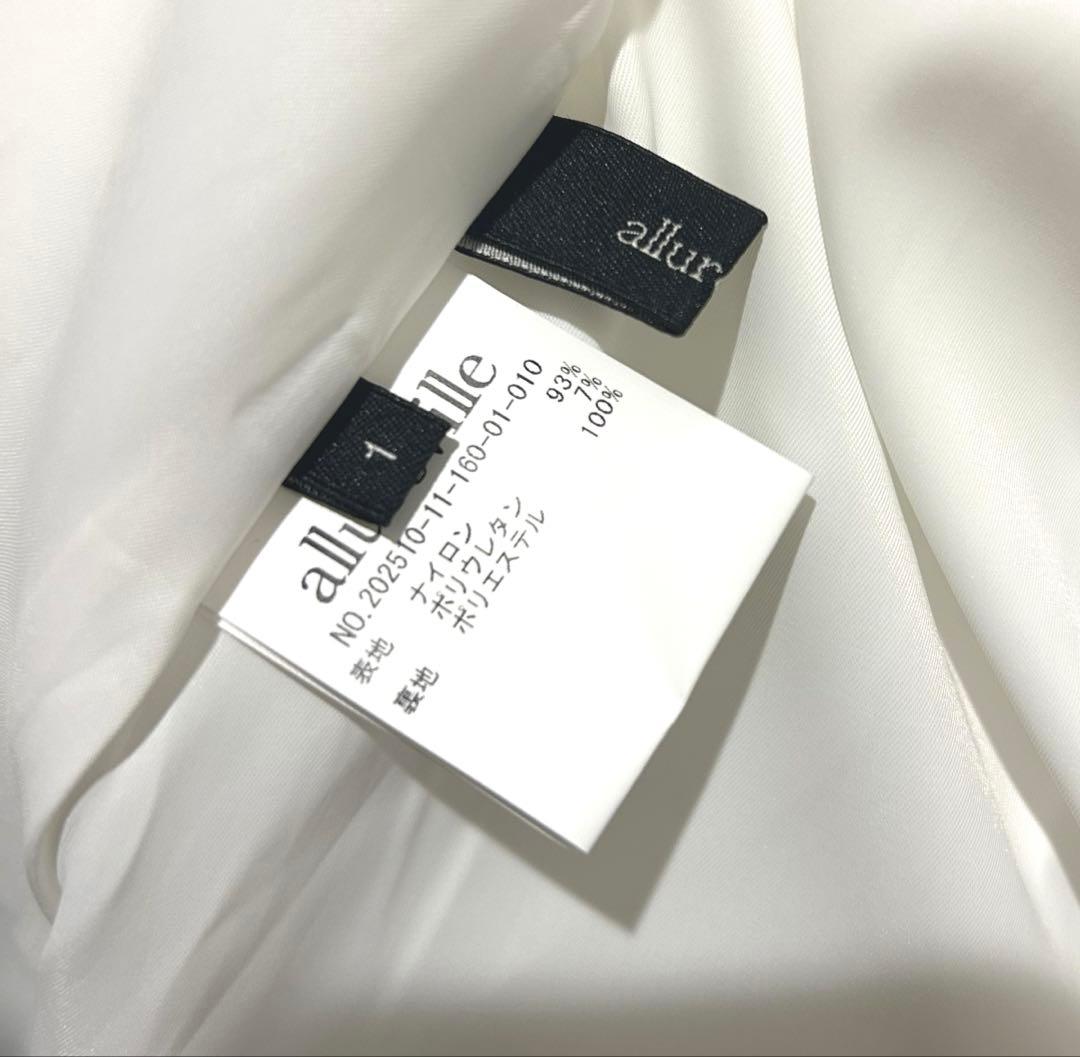 allur
1
allu ille
NO.202510-11-160-01-010
表地 ナイロン 93%
ポリウレタン 7%
裏地 ポリエステル 100%